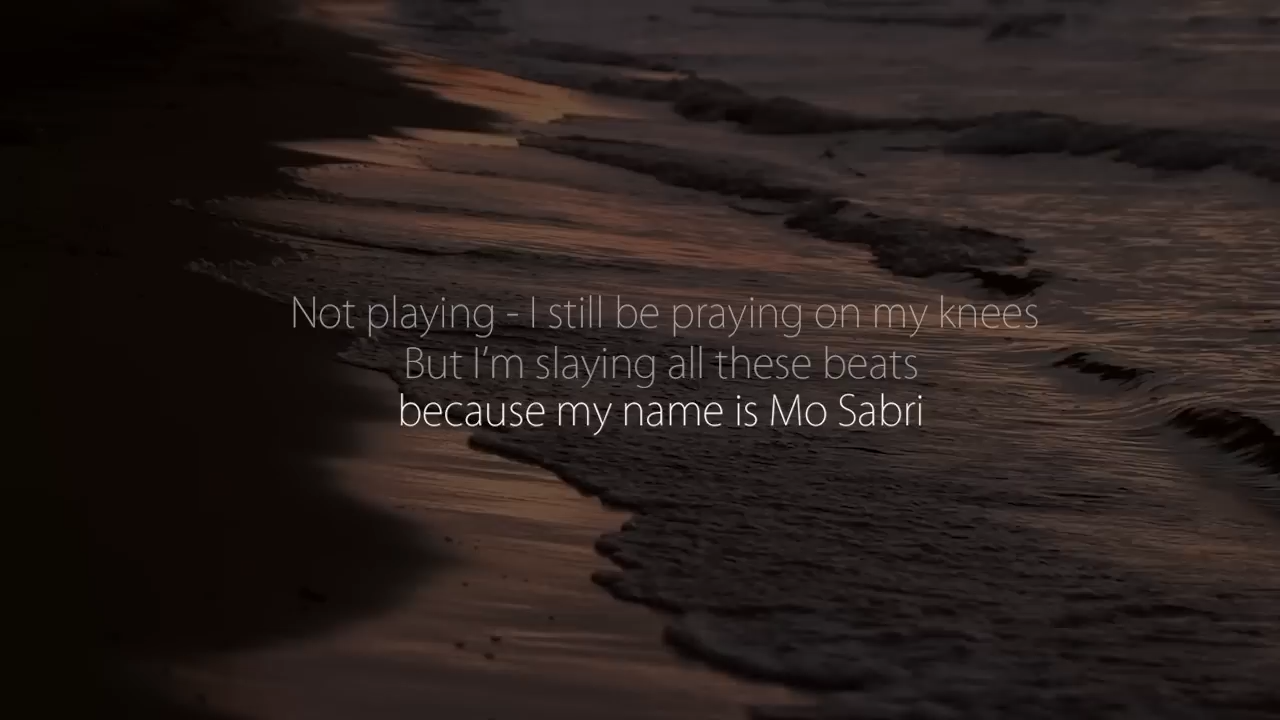 Not playing - I still be praying on my knees
But I’m slaying all these beats
because my name is Mo Sabri